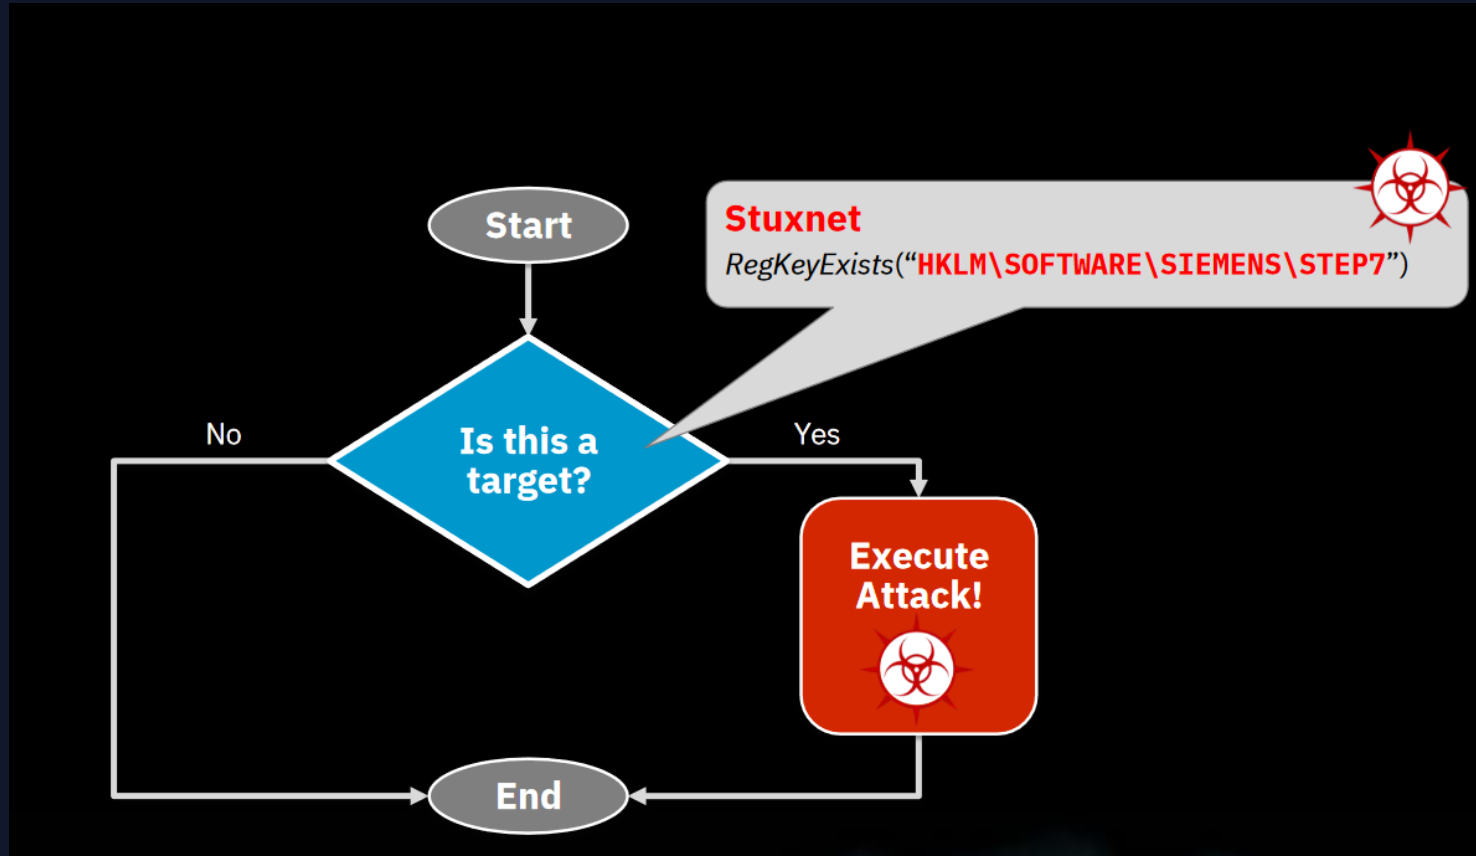 Start
Stuxnet
RegKeyExists(“HKLM\SOFTWARE\SIEMENS\STEP7”)
No
Is this a
target?
Yes
Execute
Attack!
End